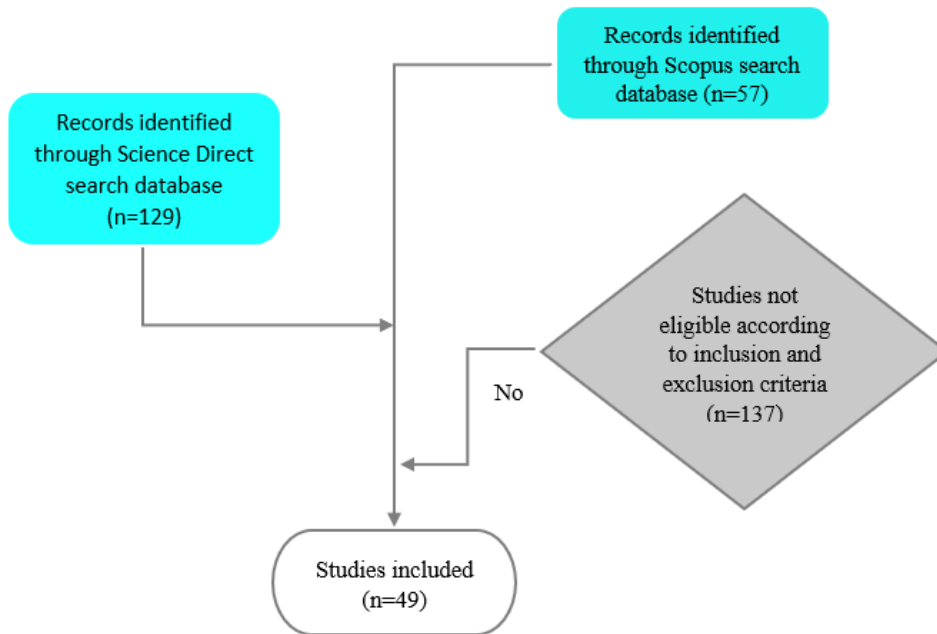 Records identified
through Scopus search
database (n=57)
Records identified
through Science Direct
search database
(n=129)
Studies not
eligible according
to inclusion and
exclusion criteria
(n=137)
No
Studies included
(n=49)